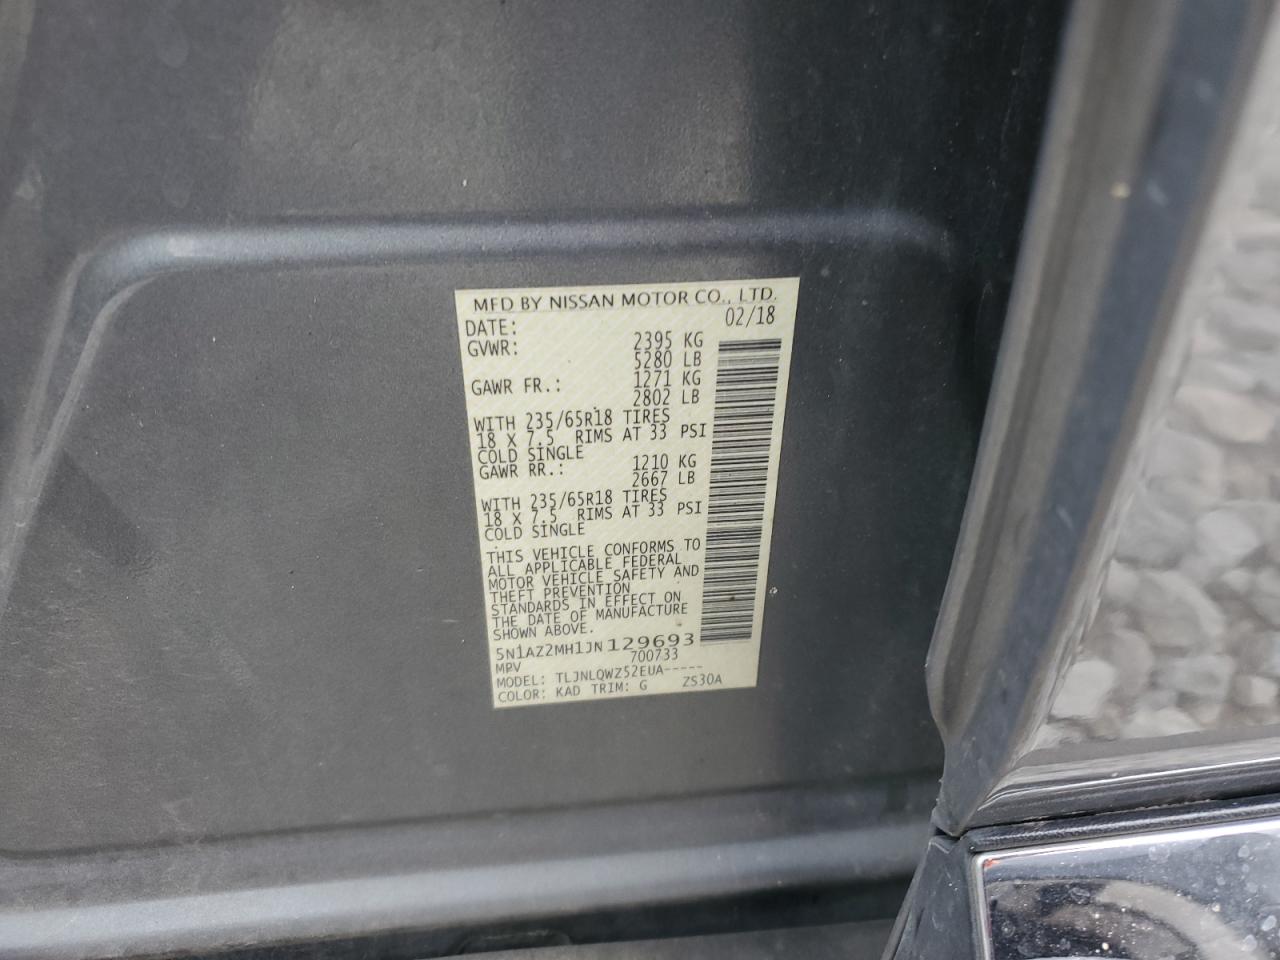 MFD BY NISSAN MOTOR CO., LTD.
DATE: 02/18
GVWR: 2395 KG
5280 LB
GAWR FR.: 1271 KG
2802 LB
WITH 235/65R18 TIRES
18 X 7.5 RIMS AT 33 PSI
COLD SINGLE
GAWR RR.: 1210 KG
2667 LB
WITH 235/65R18 TIRES
18 X 7.5 RIMS AT 33 PSI
COLD SINGLE
THIS VEHICLE CONFORMS TO
ALL APPLICABLE FEDERAL
MOTOR VEHICLE SAFETY AND
THEFT PREVENTION
STANDARDS IN EFFECT ON
THE DATE OF MANUFACTURE
SHOWN ABOVE.
5N1AZ2MH1JN129693
MPV 700733
MODEL: TLJNLQWZ52EUA-----
COLOR: KAD TRIM: G ZS30A